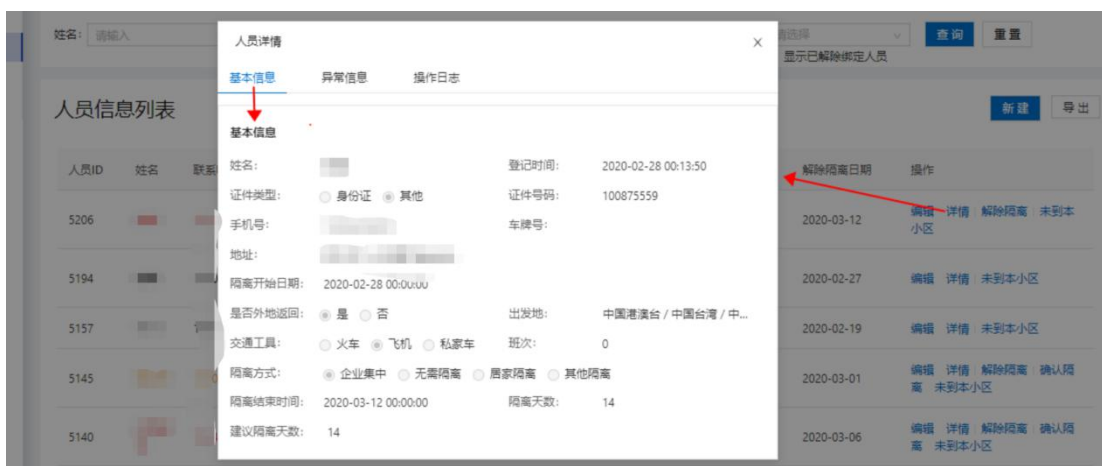 姓名： 请输入
请选择
查 询
重 置
显示已解除绑定人员
人员信息列表
新 建
导 出
人员ID
姓名
联系
解除隔离日期
操作
5206
2020-03-12
编辑 详情 解除隔离 未到本
小区
5194
2020-02-27
编辑 详情 未到本小区
5157
2020-02-19
编辑 详情 未到本小区
5145
2020-03-01
编辑 详情 解除隔离 确认隔
离 未到本小区
5140
2020-03-06
编辑 详情 解除隔离 确认隔
离 未到本小区
人员详情
基本信息 异常信息 操作日志
基本信息
姓名： 登记时间： 2020-02-28 00:13:50
证件类型： 身份证 其他 证件号码： 100875559
手机号： 车牌号：
地址：
隔离开始日期： 2020-02-28 00:00:00
是否外地返回： 是 否 出发地： 中国港澳台 / 中国台湾 / 中...
交通工具： 火车 飞机 私家车 班次： 0
隔离方式： 企业集中 无需隔离 居家隔离 其他隔离
隔离结束时间： 2020-03-12 00:00:00 隔离天数： 14
建议隔离天数： 14